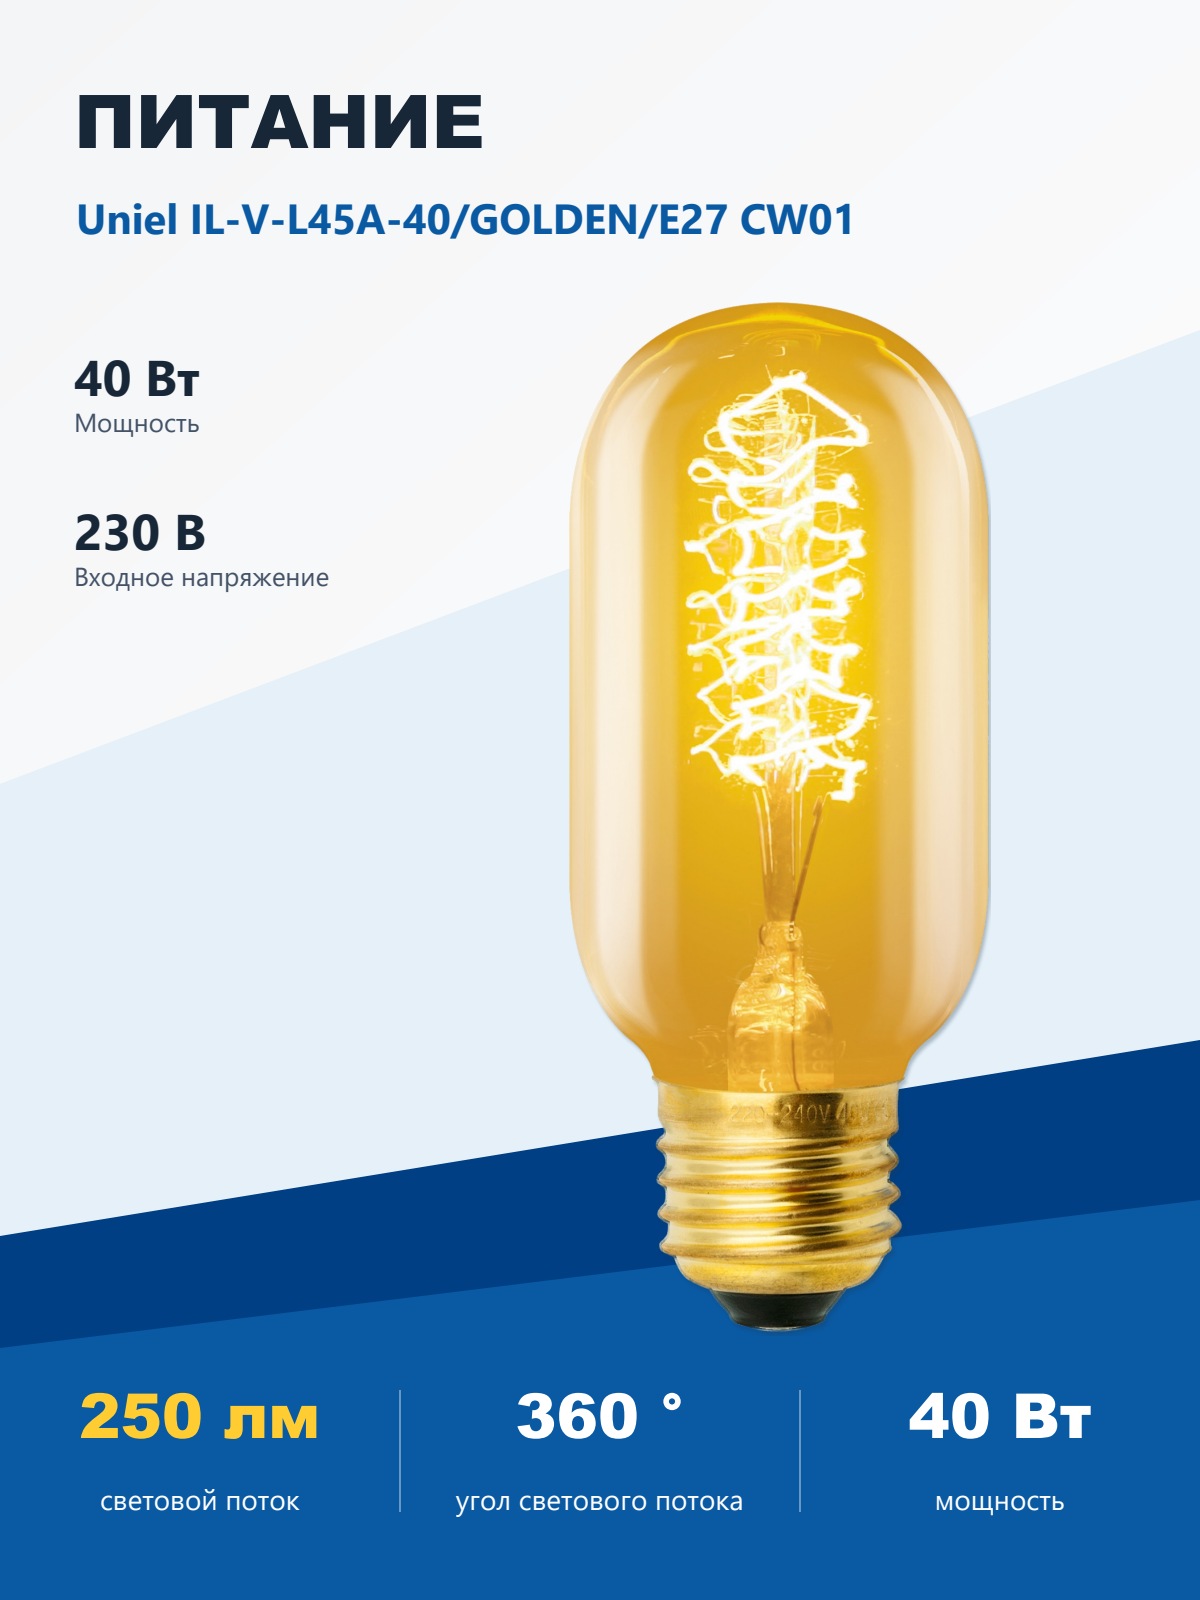 ПИТАНИЕ
Uniel IL-V-L45A-40/GOLDEN/E27 CW01
40 Вт
Мощность
230 В
Входное напряжение
240V
250 лм
световой поток
360 °
угол светового потока
40 Вт
мощность